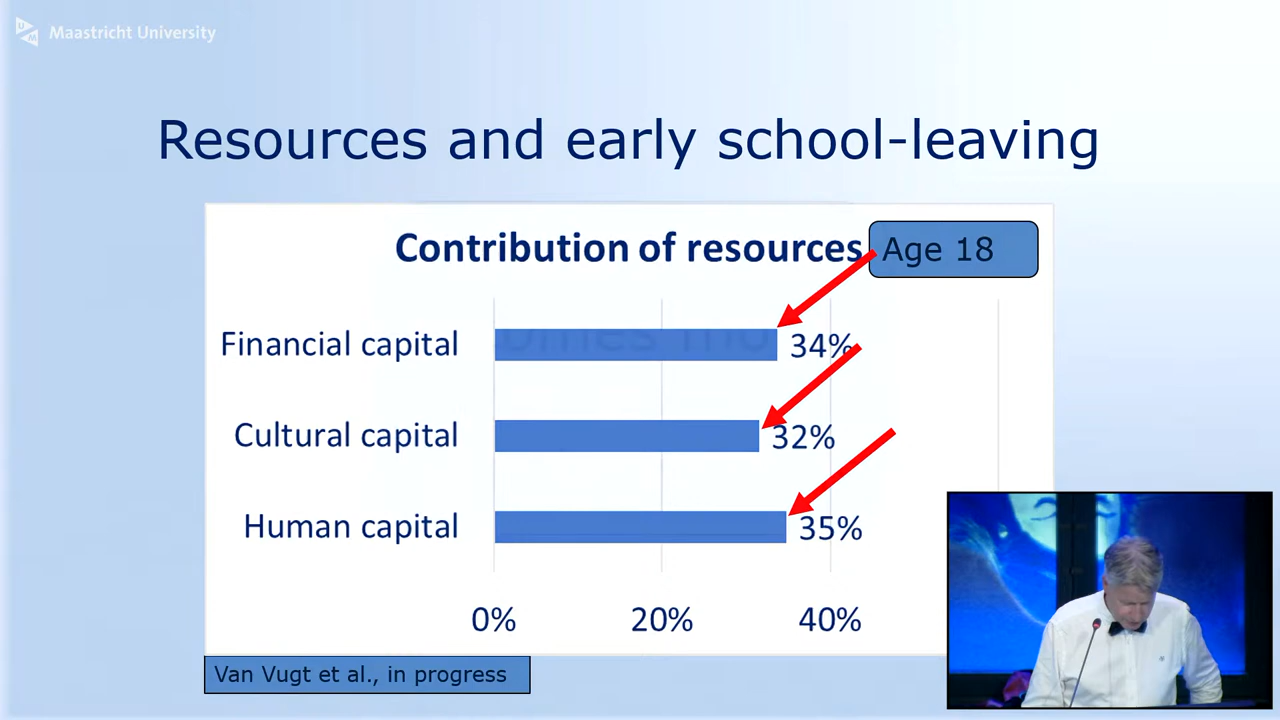 Maastricht University
Resources and early school-leaving
Contribution of resources
Age 18
Financial capital
34%
Cultural capital
32%
Human capital
35%
0% 20% 40%
Van Vugt et al., in progress